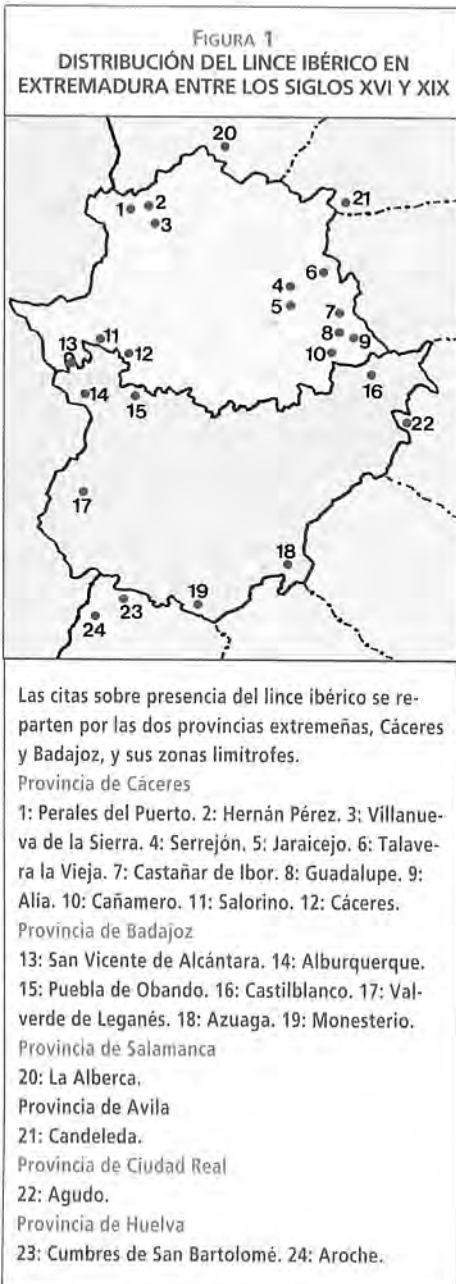 FIGURA 1
DISTRIBUCIÓN DEL LINCE IBÉRICO EN
EXTREMADURA ENTRE LOS SIGLOS XVI Y XIX
20
21
1 2
3
6
4
5
7
8
9
10
11
12
13
14
15
16
22
17
18
19
23
24
Las citas sobre presencia del lince ibérico se re-
parten por las dos provincias extremeñas, Cáceres
y Badajoz, y sus zonas limítrofes.
Provincia de Cáceres
1: Perales del Puerto. 2: Hernán Pérez. 3: Villanue-
va de la Sierra. 4: Serrejón. 5: Jaraicejo. 6: Talave-
ra la Vieja. 7: Castañar de Ibor. 8: Guadalupe. 9:
Alía. 10: Cañamero. 11: Salorino. 12: Cáceres.
Provincia de Badajoz
13: San Vicente de Alcántara. 14: Alburquerque.
15: Puebla de Obando. 16: Castilblanco. 17: Val-
verde de Leganés. 18: Azuaga. 19: Monesterio.
Provincia de Salamanca
20: La Alberca.
Provincia de Avila
21: Candeleda.
Provincia de Ciudad Real
22: Agudo.
Provincia de Huelva
23: Cumbres de San Bartolomé. 24: Aroche.